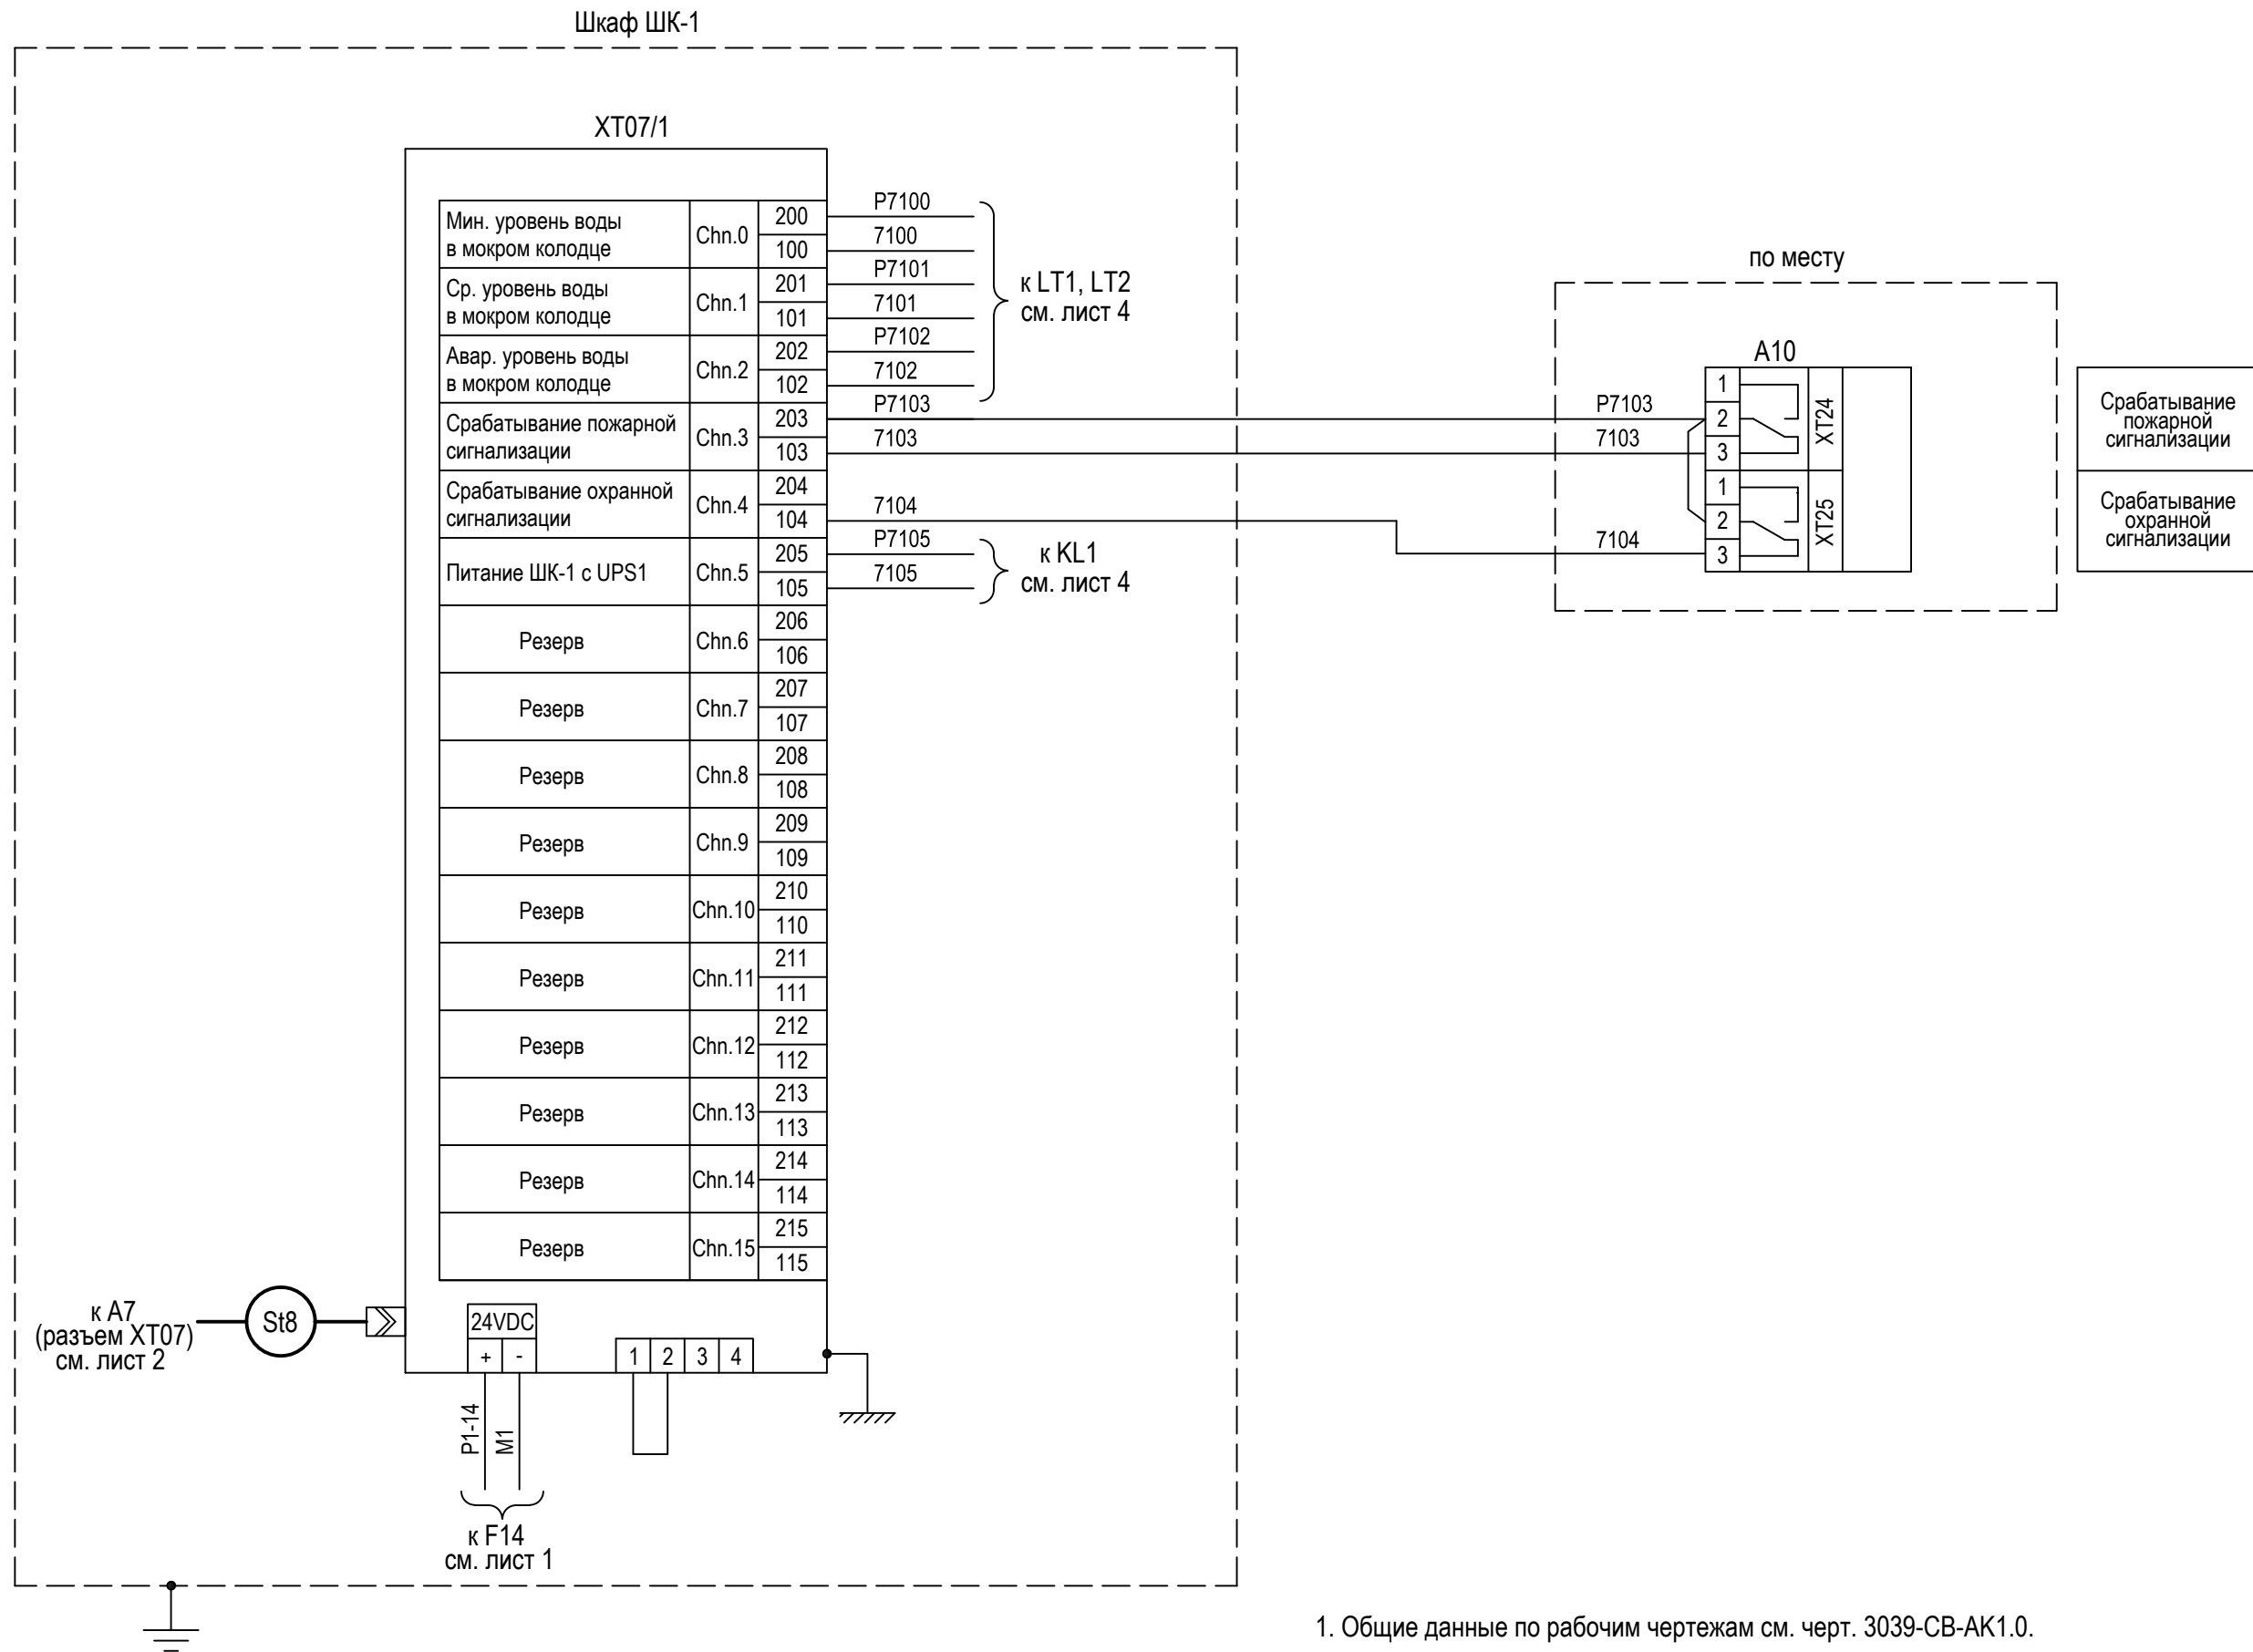 Шкаф ШК-1
XT07/1
Мин. уровень воды
в мокром колодце
Chn.0
200
100
P7100
7100
Ср. уровень воды
в мокром колодце
Chn.1
201
101
P7101
7101
Авар. уровень воды
в мокром колодце
Chn.2
202
102
P7102
7102
к LT1, LT2
см. лист 4
Срабатывание пожарной
сигнализации
Chn.3
203
103
P7103
7103
Срабатывание охранной
сигнализации
Chn.4
204
104
7104
Питание ШК-1 с UPS1
Chn.5
205
105
P7105
7105
к KL1
см. лист 4
Резерв
Chn.6
206
106
Резерв
Chn.7
207
107
Резерв
Chn.8
208
108
Резерв
Chn.9
209
109
Резерв
Chn.10
210
110
Резерв
Chn.11
211
111
Резерв
Chn.12
212
112
Резерв
Chn.13
213
113
Резерв
Chn.14
214
114
Резерв
Chn.15
215
115
к A7
(разъем XT07)
см. лист 2
St8
24VDC
+ -
1 2 3 4
P1-14
M1
к F14
см. лист 1
по месту
A10
P7103
7103
7104
1
2
3
XT24
1
2
3
XT25
Срабатывание
пожарной
сигнализации
Срабатывание
охранной
сигнализации
1. Общие данные по рабочим чертежам см. черт. 3039-СВ-АК1.0.